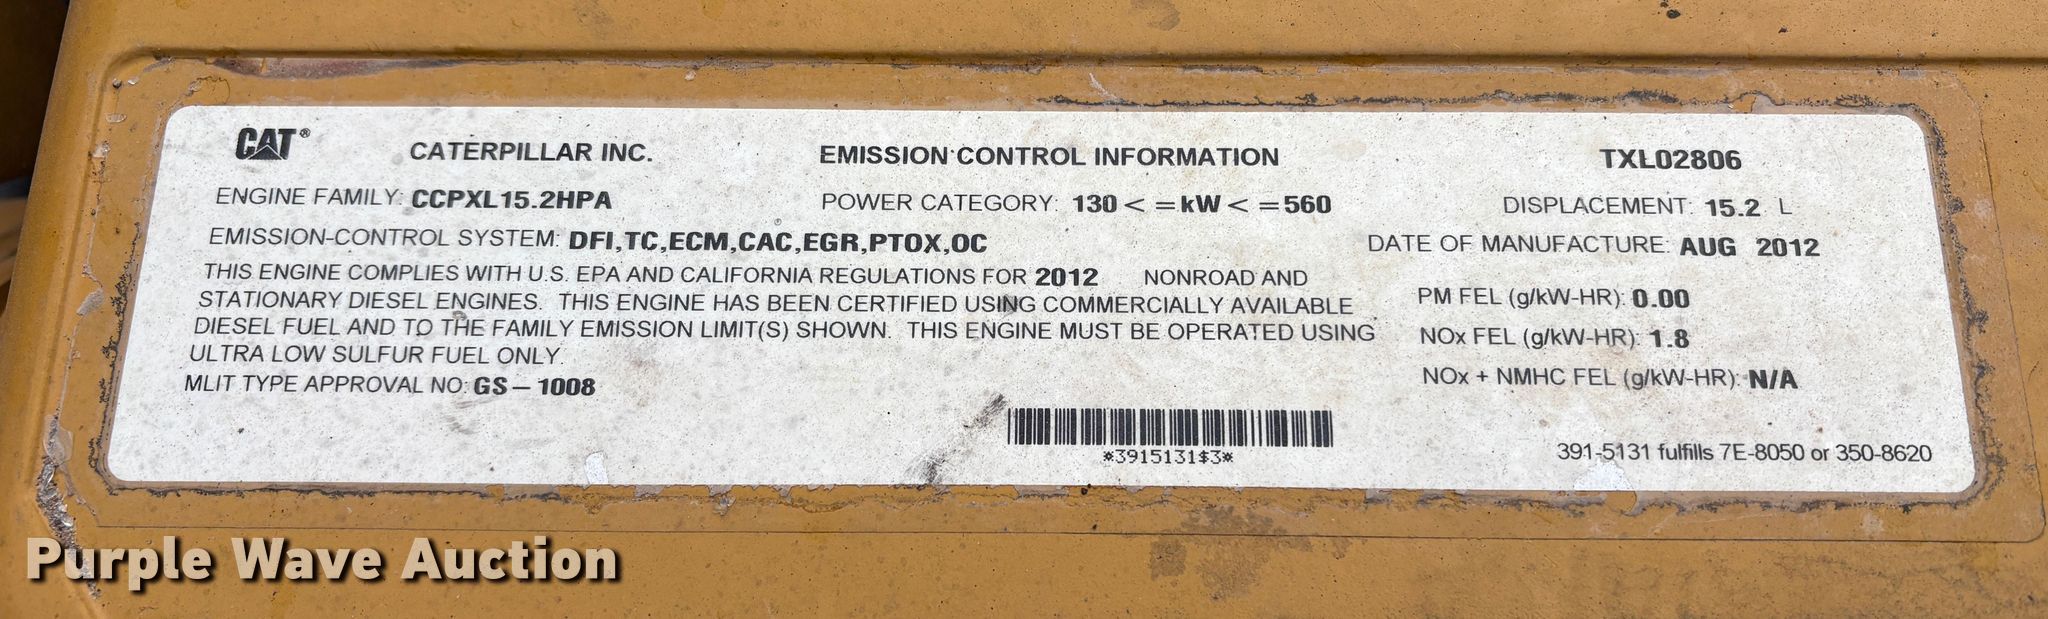 CAT® CATERPILLAR INC. EMISSION CONTROL INFORMATION TXL02806
ENGINE FAMILY: CCPXL15.2HPA POWER CATEGORY: 130 < =kW < =560 DISPLACEMENT: 15.2 L
EMISSION-CONTROL SYSTEM: DFI,TC,ECM,CAC,EGR,PTOX,OC DATE OF MANUFACTURE: AUG 2012
THIS ENGINE COMPLIES WITH U.S. EPA AND CALIFORNIA REGULATIONS FOR 2012 NONROAD AND
STATIONARY DIESEL ENGINES. THIS ENGINE HAS BEEN CERTIFIED USING COMMERCIALLY AVAILABLE
DIESEL FUEL AND TO THE FAMILY EMISSION LIMIT(S) SHOWN. THIS ENGINE MUST BE OPERATED USING
ULTRA LOW SULFUR FUEL ONLY.
MLIT TYPE APPROVAL NO: GS-1008
PM FEL (g/kW-HR): 0.00
NOx FEL (g/kW-HR): 1.8
NOx + NMHC FEL (g/kW-HR): N/A
*3915131$3*
391-5131 fulfills 7E-8050 or 350-8620
Purple Wave Auction